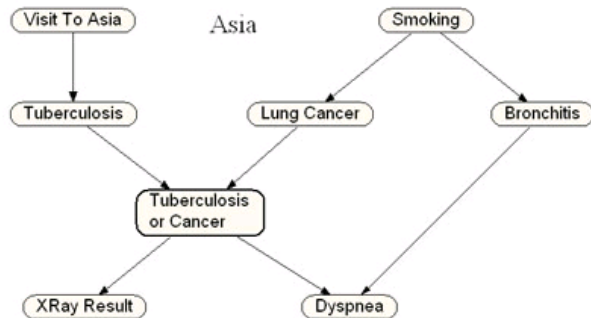 Visit To Asia
Asia
Smoking
Tuberculosis
Lung Cancer
Bronchitis
Tuberculosis
or Cancer
XRay Result
Dyspnea